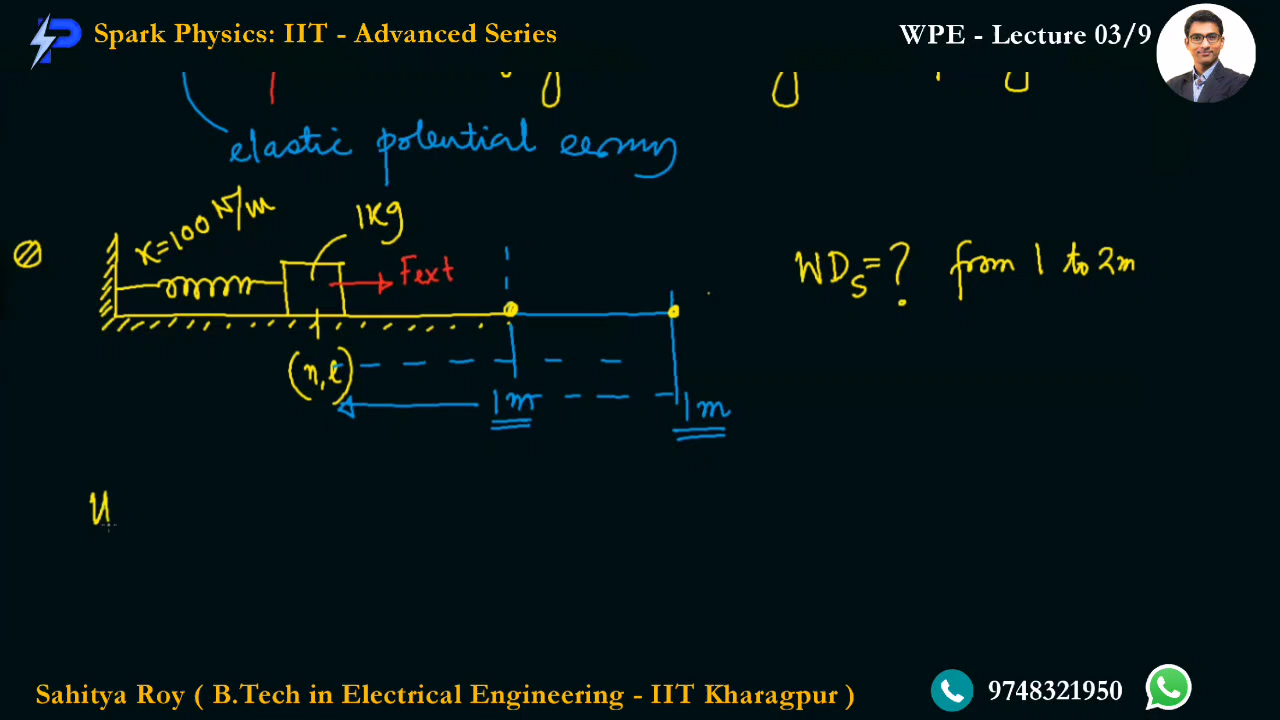 Spark Physics: IIT - Advanced Series
WPE - Lecture 03/9
elastic potential
K=100 N/m
1Kg
Fext
WDs=? from 1 to 2m
(n,l)
1m
1m
U
Sahitya Roy ( B.Tech in Electrical Engineering - IIT Kharagpur )
9748321950